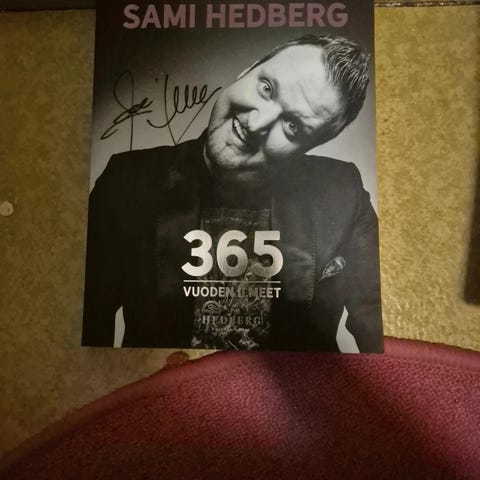 SAMI HEDBERG
365
VUODEN ILMEET
HEDBERG